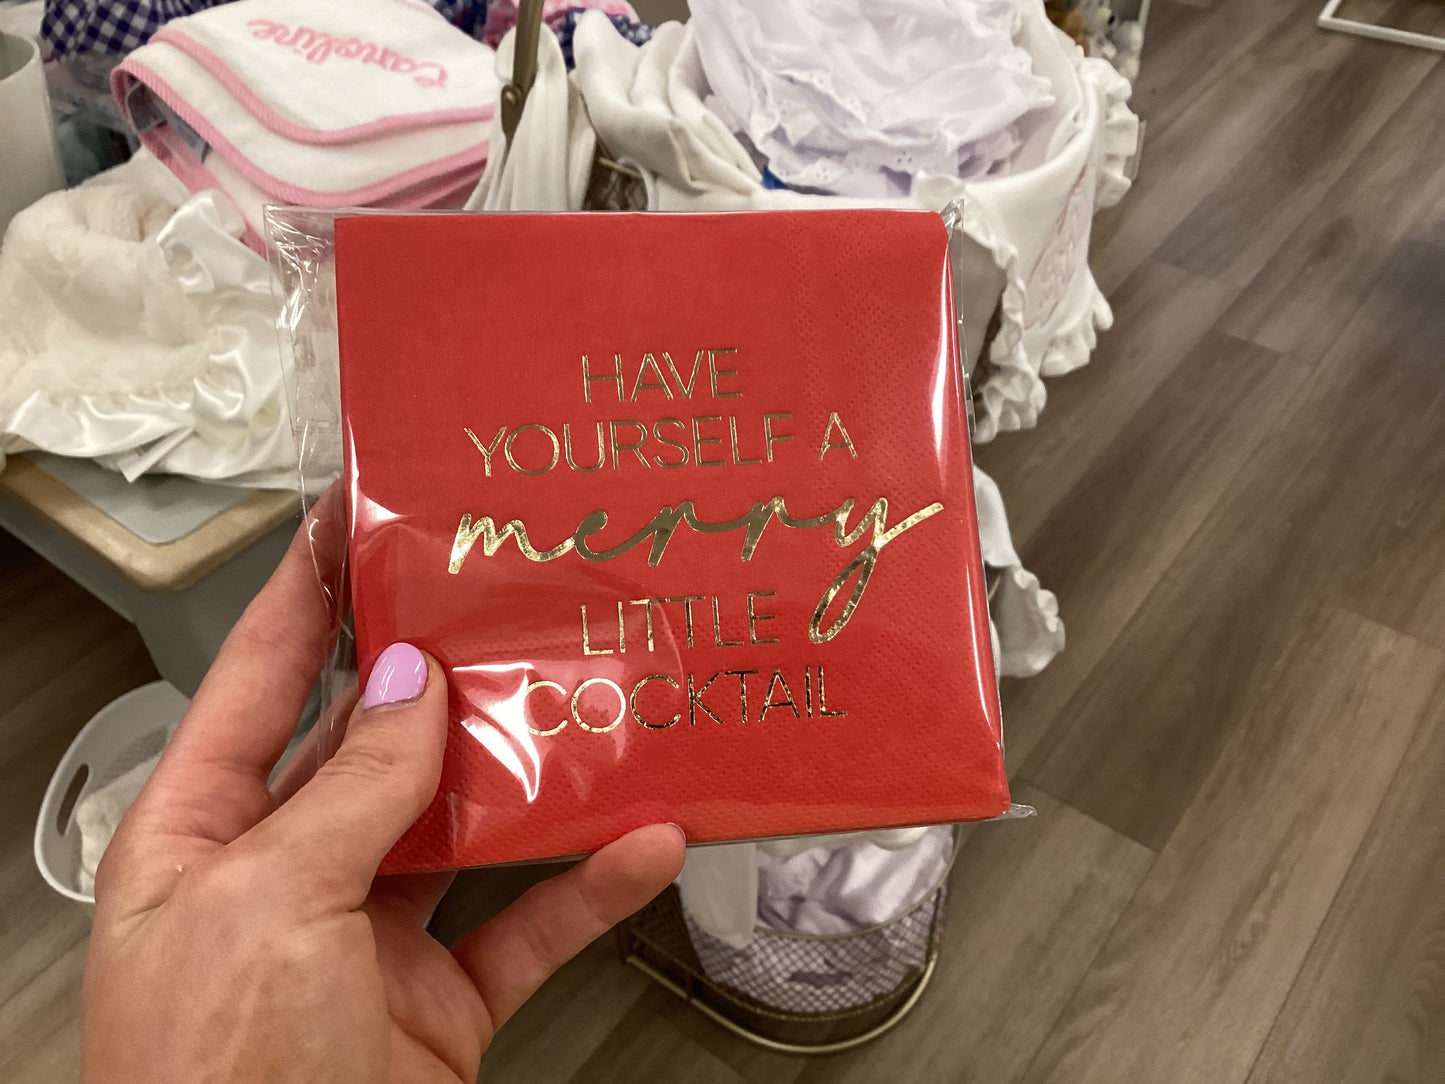 Caroline
HAVE
YOURSELF A
merry
LITTLE
COCKTAIL